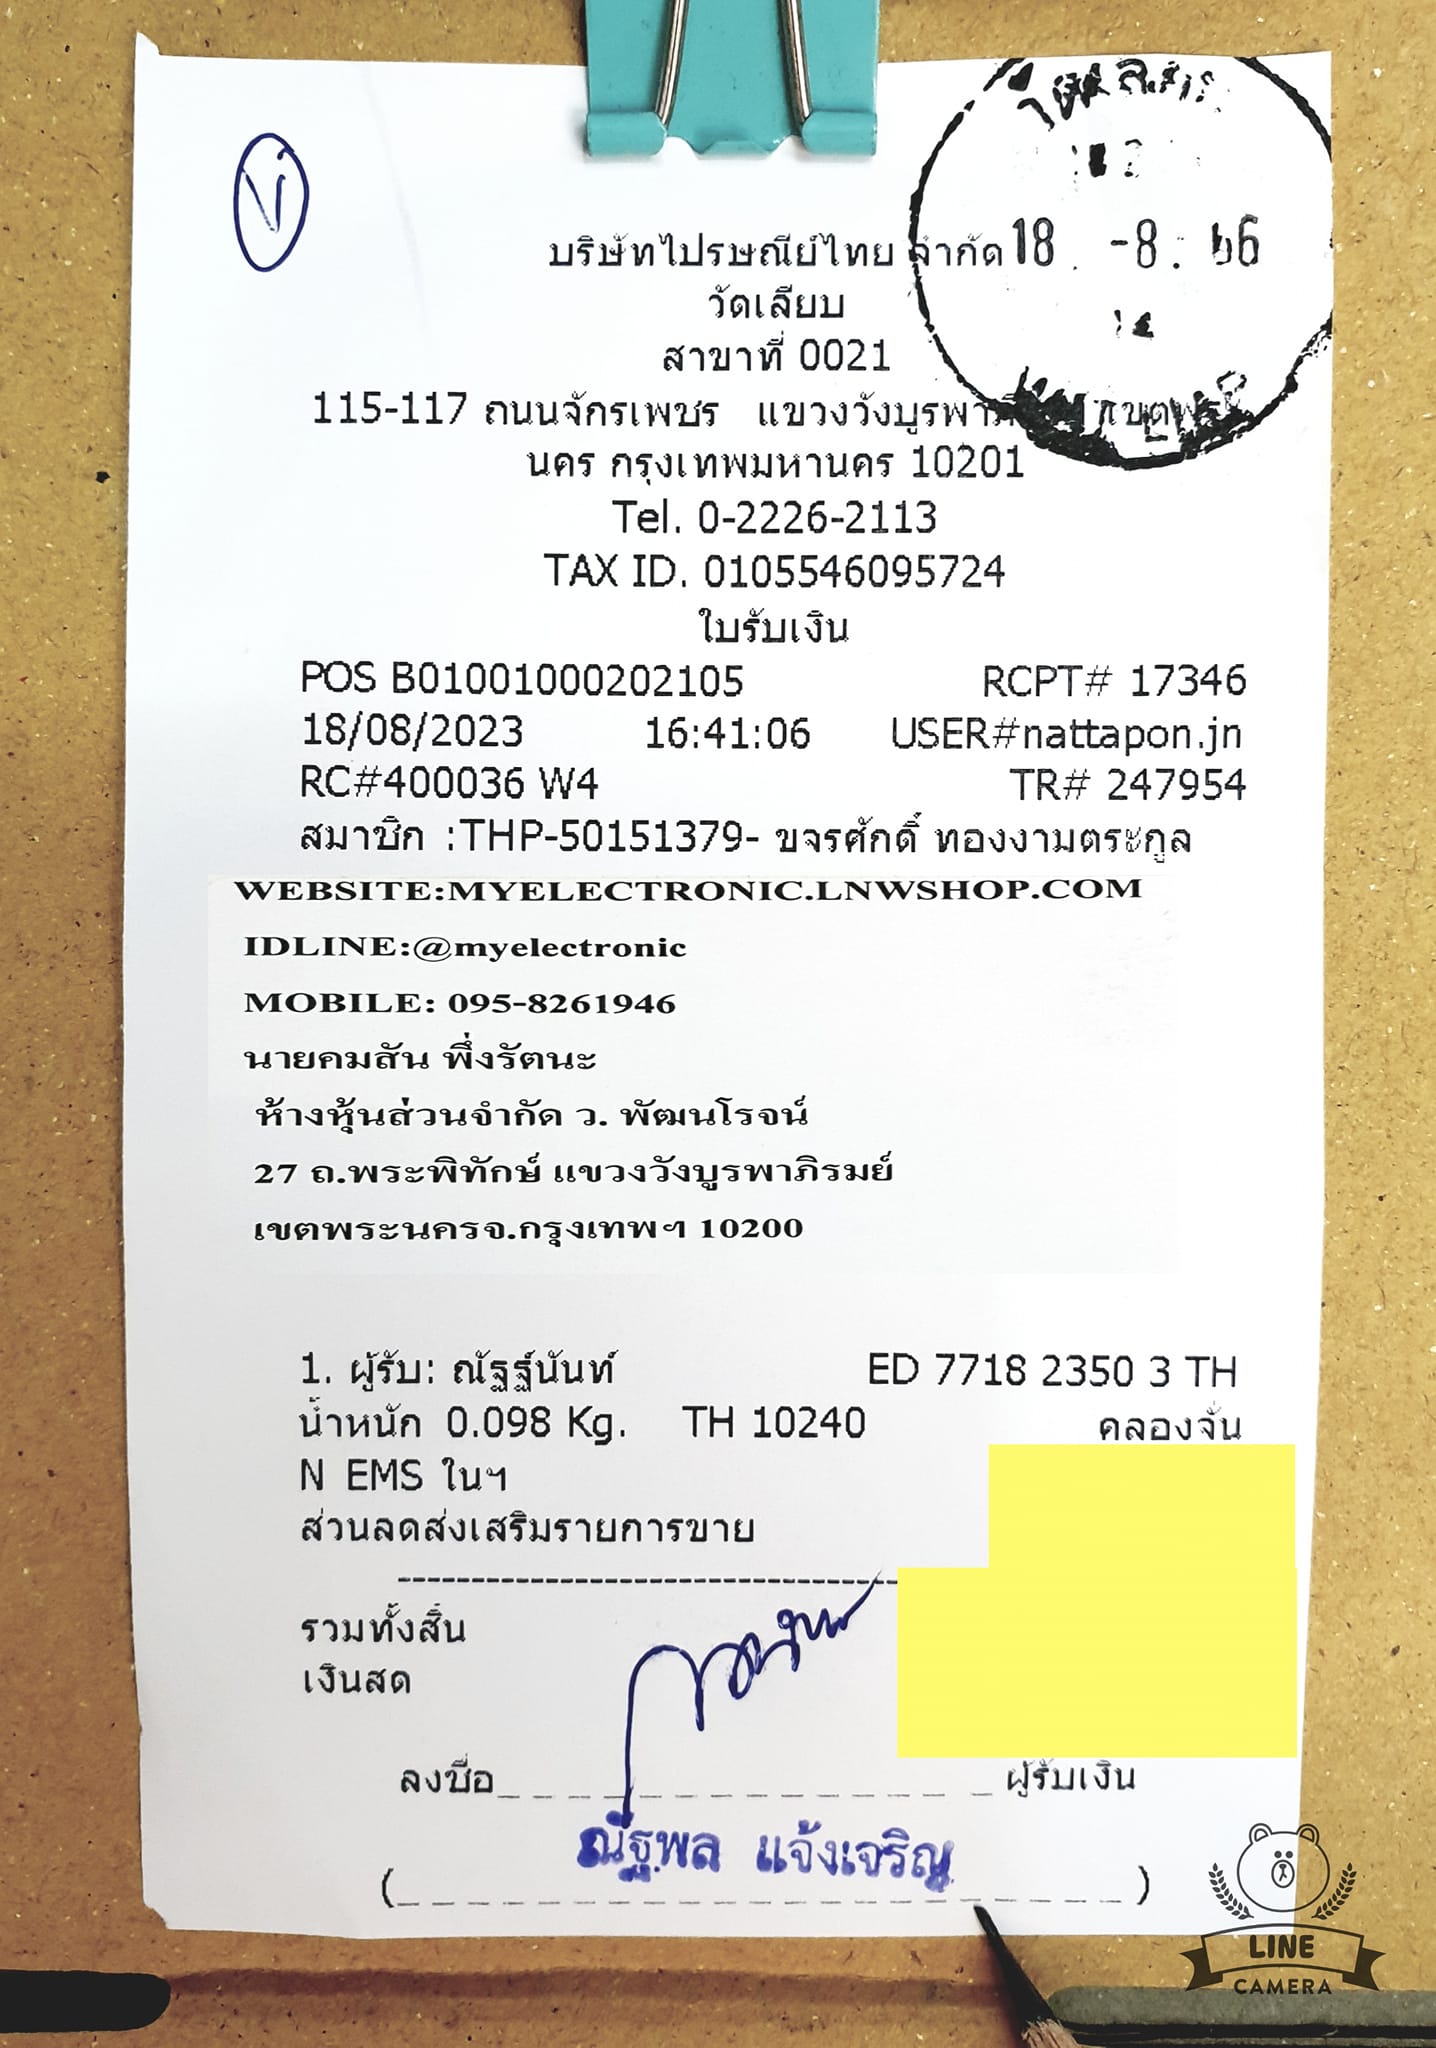 18 -8. 66
บริษัทไปรษณีย์ไทย จำกัด
วัดเลียบ
สาขาที่ 0021
115-117 ถนนจักรเพชร แขวงวังบูรพา
นคร กรุงเทพมหานคร 10201
Tel. 0-2226-2113
TAX ID. 0105546095724
ใบรับเงิน
POS B01001000202105 RCPT# 17346
18/08/2023 16:41:06 USER#nattapon.jn
RC#400036 W4 TR# 247954
สมาชิก :THP-50151379- ขจรศักดิ์ ทองงามตระกูล
WEBSITE:MYELECTRONIC.LNWSHOP.COM
IDLINE:@myelectronic
MOBILE: 095-8261946
นายคมสัน พึ่งรัตนะ
ห้างหุ้นส่วนจำกัด ว. พัฒนโรจน์
27 ถ.พระพิทักษ์ แขวงวังบูรพาภิรมย์
เขตพระนครจ.กรุงเทพฯ 10200
1. ผู้รับ: ณัฐฐ์นันท์ ED 7718 2350 3 TH
น้ำหนัก 0.098 Kg. TH 10240 คลองจั่น
N EMS ในฯ
ส่วนลดส่งเสริมรายการขาย
รวมทั้งสิ้น
เงินสด
ลงชื่อ ผู้รับเงิน
ณัฐพล แจ้งเจริญ
LINE
CAMERA